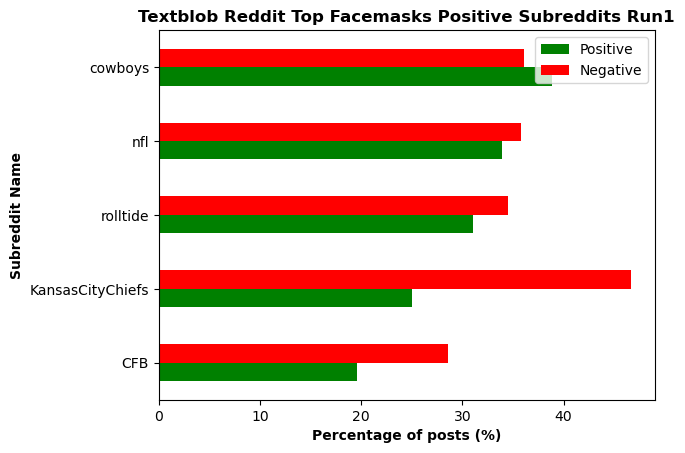 Textblob Reddit Top Facemasks Positive Subreddits Run1
Positive
Negative
Subreddit Name
cowboys
nfl
rolltide
KansasCityChiefs
CFB
0 10 20 30 40
Percentage of posts (%)